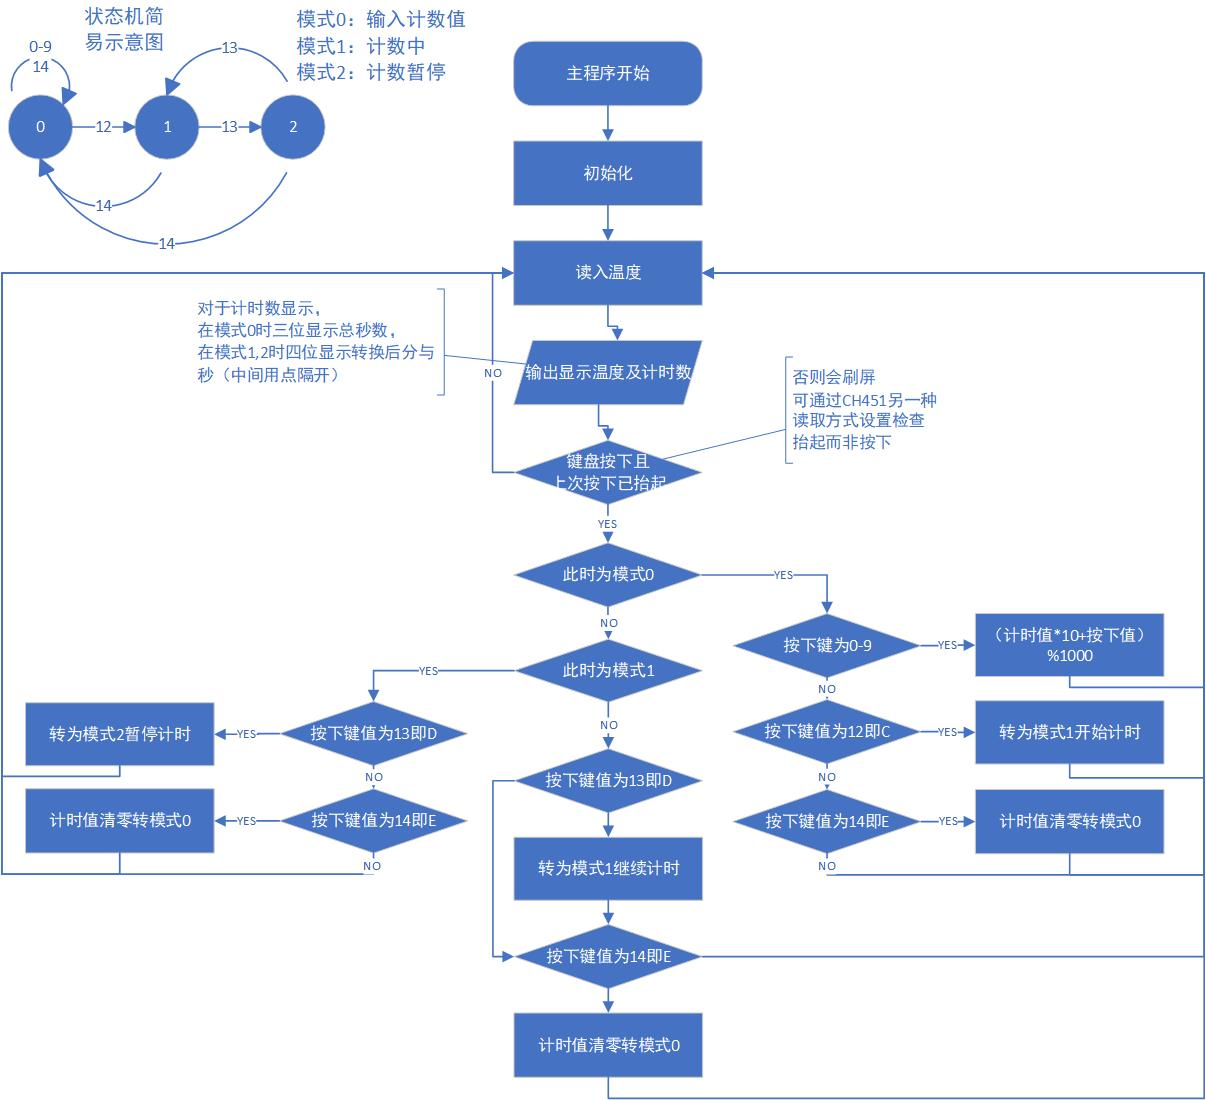 状态机简
易示意图
模式0：输入计数值
模式1：计数中
模式2：计数暂停
0-9
14
13
0
12
1
13
2
14
14
主程序开始
初始化
读入温度
对于计时数显示，
在模式0时三位显示总秒数，
在模式1,2时四位显示转换后分与
秒（中间用点隔开）
NO
输出显示温度及计时数
否则会刷屏
可通过CH451另一种
读取方式设置检查
抬起而非按下
键盘按下且
上次按下已抬起
YES
此时为模式0
YES
NO
按下键为0-9
YES
（计时值*10+按下值）
%1000
此时为模式1
YES
NO
NO
按下键值为12即C
YES
转为模式1开始计时
转为模式2暂停计时
YES
按下键值为13即D
NO
按下键值为13即D
NO
计时值清零转模式0
YES
按下键值为14即E
NO
按下键值为14即E
YES
计时值清零转模式0
NO
转为模式1继续计时
按下键值为14即E
计时值清零转模式0